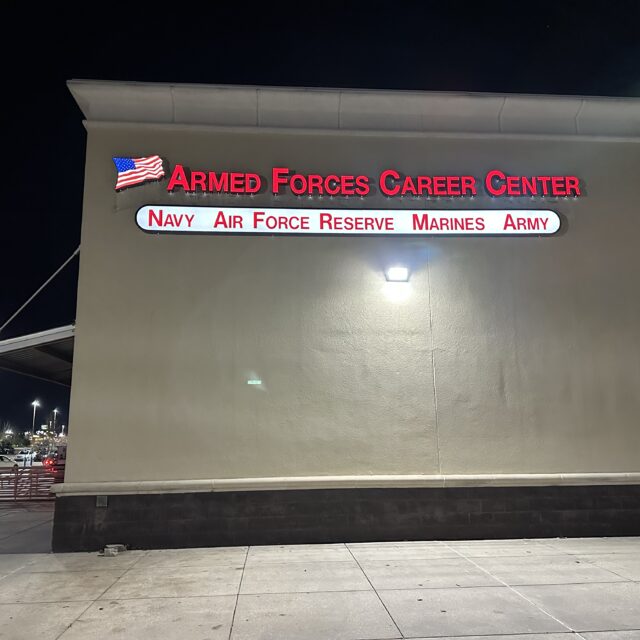 ARMED FORCES CAREER CENTER
NAVY AIR FORCE RESERVE MARINES ARMY